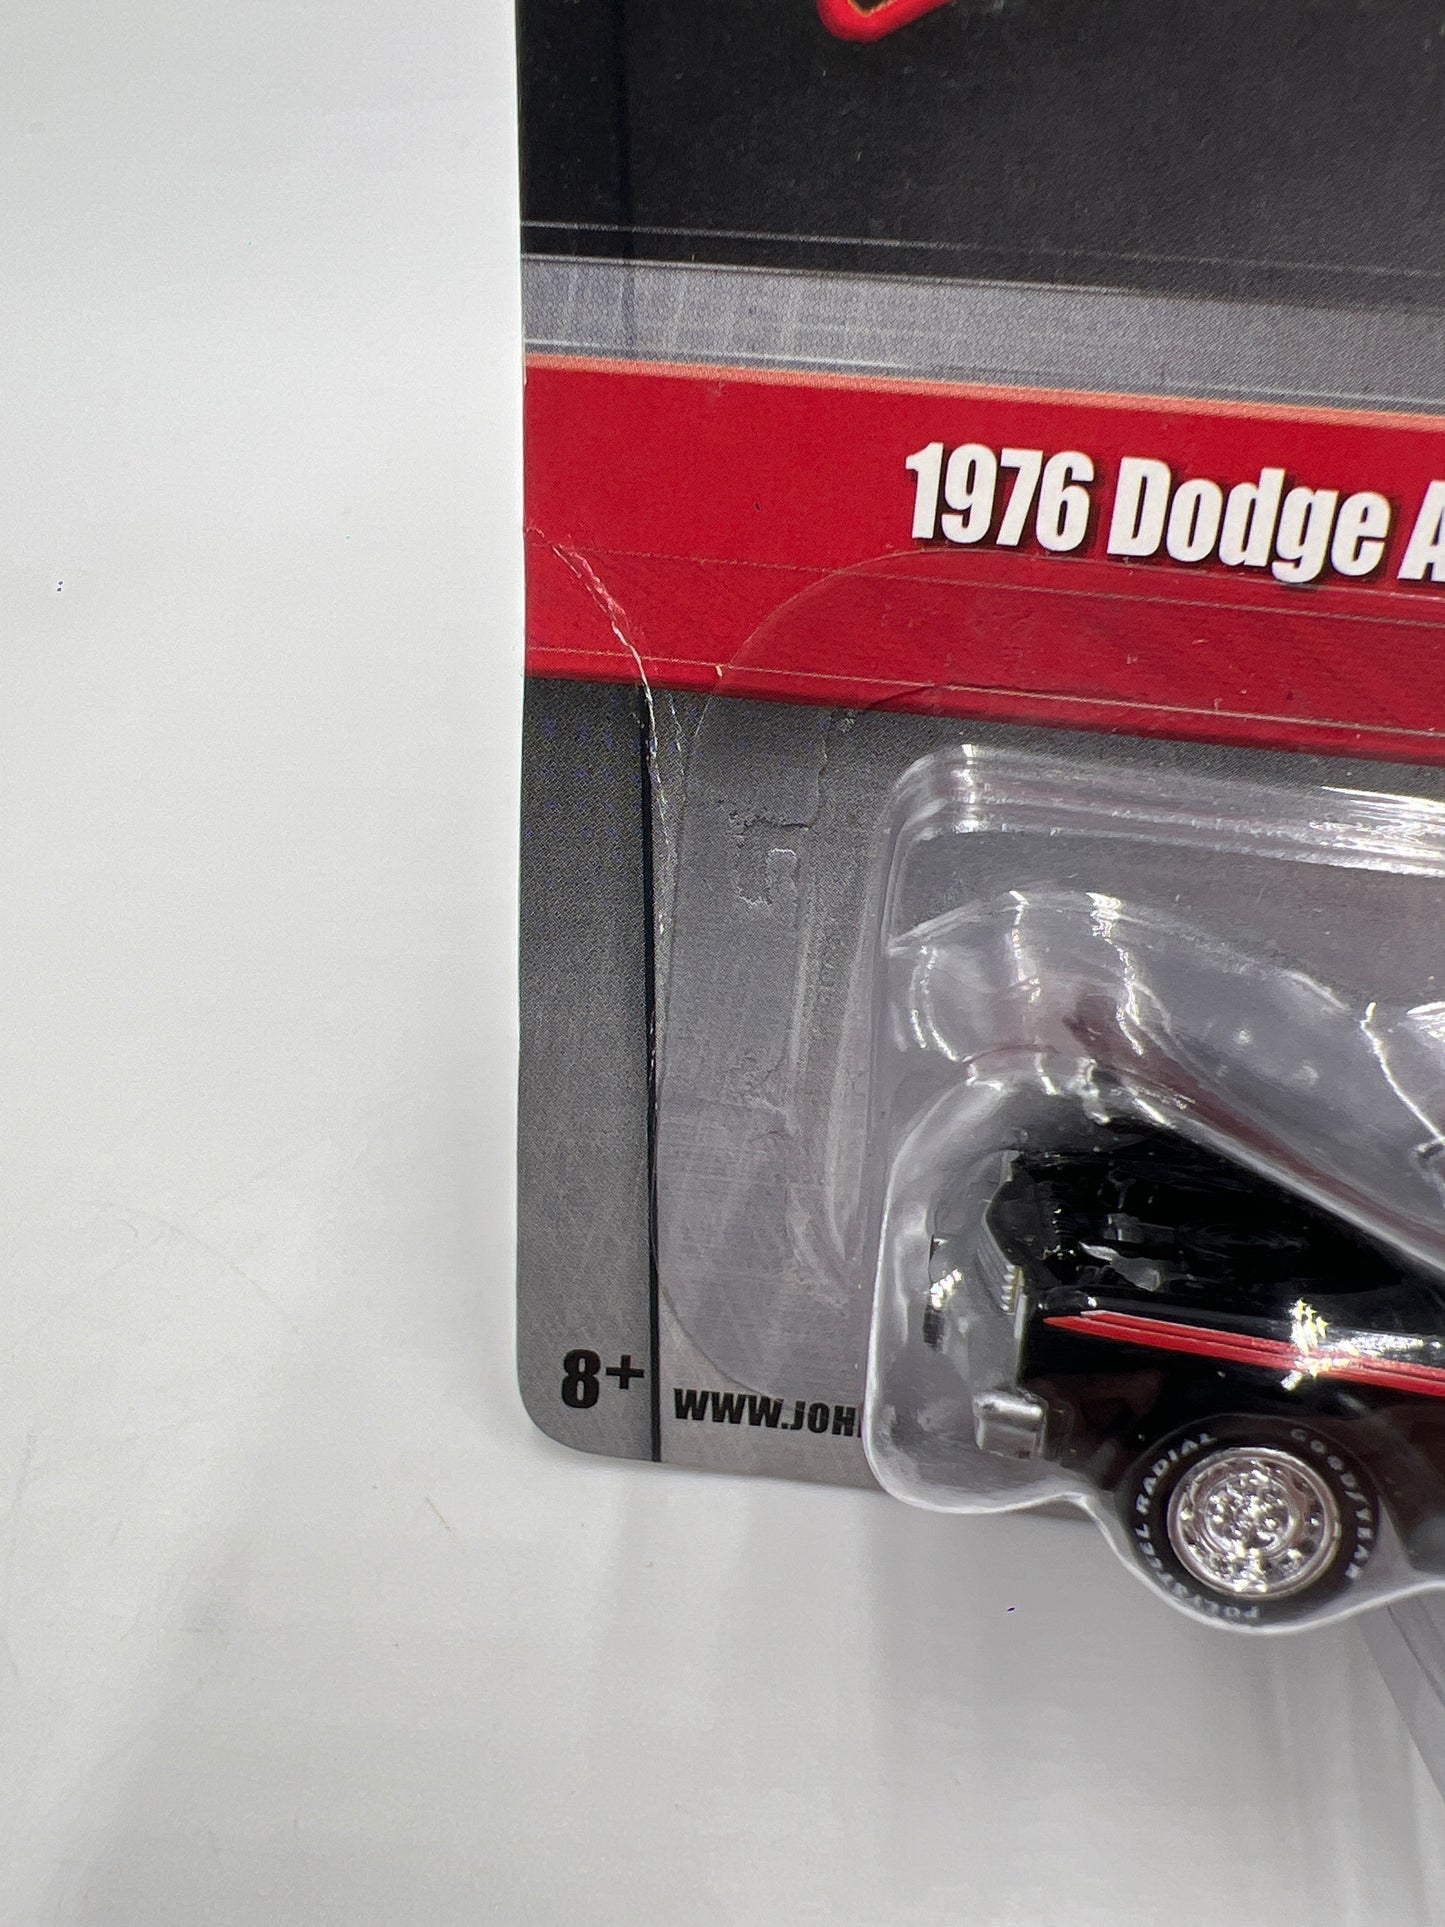 1976 Dodge A
8+
WWW.JOH
GOODYEAR
POLYSTEEL RADIAL